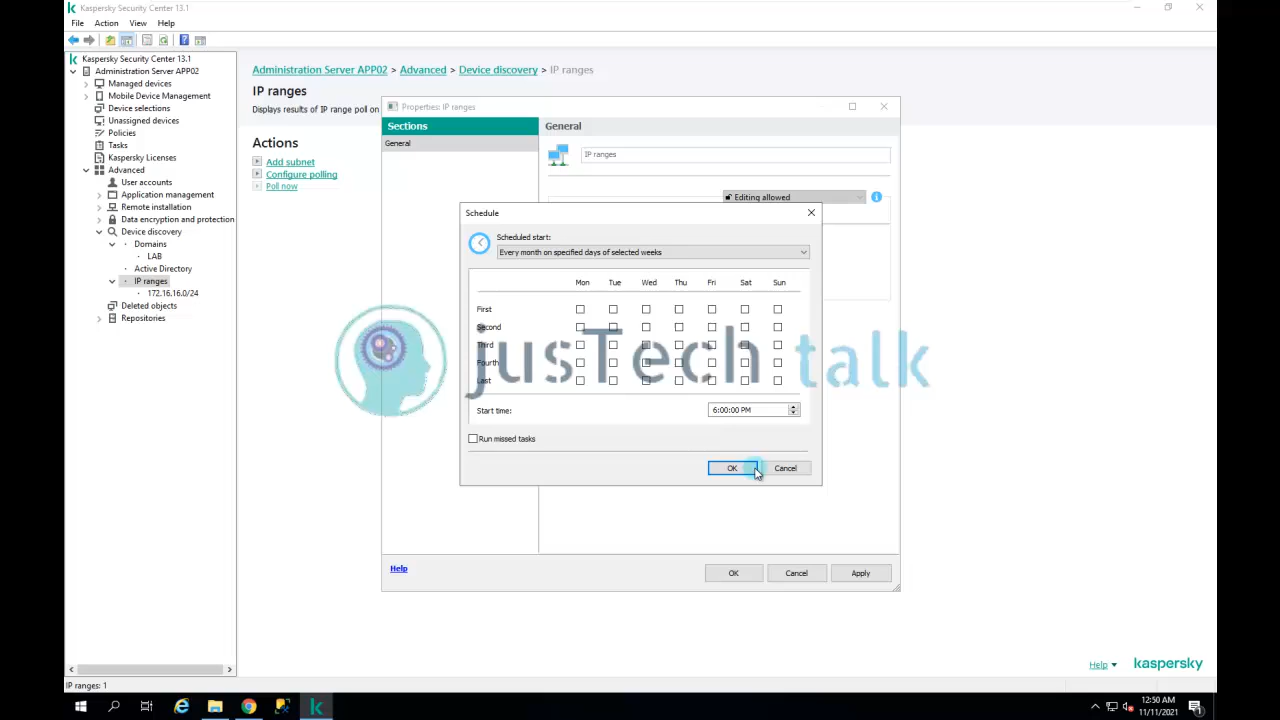 Kaspersky Security Center 13.1
File Action View Help
Kaspersky Security Center 13.1
Administration Server APP02
Managed devices
Mobile Device Management
Device selections
Unassigned devices
Policies
Tasks
Kaspersky Licenses
Advanced
User accounts
Application management
Remote installation
Data encryption and protection
Device discovery
Domains
LAB
Active Directory
IP ranges
172.16.16.0/24
Deleted objects
Repositories
Administration Server APP02 > Advanced > Device discovery > IP ranges
IP ranges
Displays results of IP range poll on
Actions
Add subnet
Configure polling
Poll now
Properties: IP ranges
Sections
General
General
IP ranges
Editing allowed
Schedule
Scheduled start:
Every month on specified days of selected weeks
Mon Tue Wed Thu Fri Sat Sun
First
Second
Third
Fourth
Last
Start time:
6:00:00 PM
Run missed tasks
OK Cancel
jusTech talk
Help
OK Cancel Apply
Help
kaspersky
IP ranges: 1
12:50 AM
11/11/2021
1